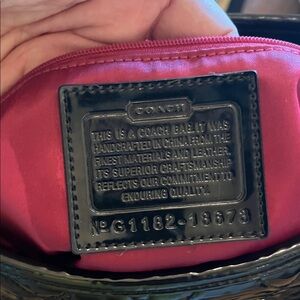 COACH
THIS IS A COACH BAG.IT WAS
HANDCRAFTED IN CHINA FROM THE
FINEST MATERIALS AND LEATHER.
ITS SUPERIOR CRAFTSMANSHIP
REFLECTS OUR COMMITMENT TO
ENDURING QUALITY.
Nº G1182-18673